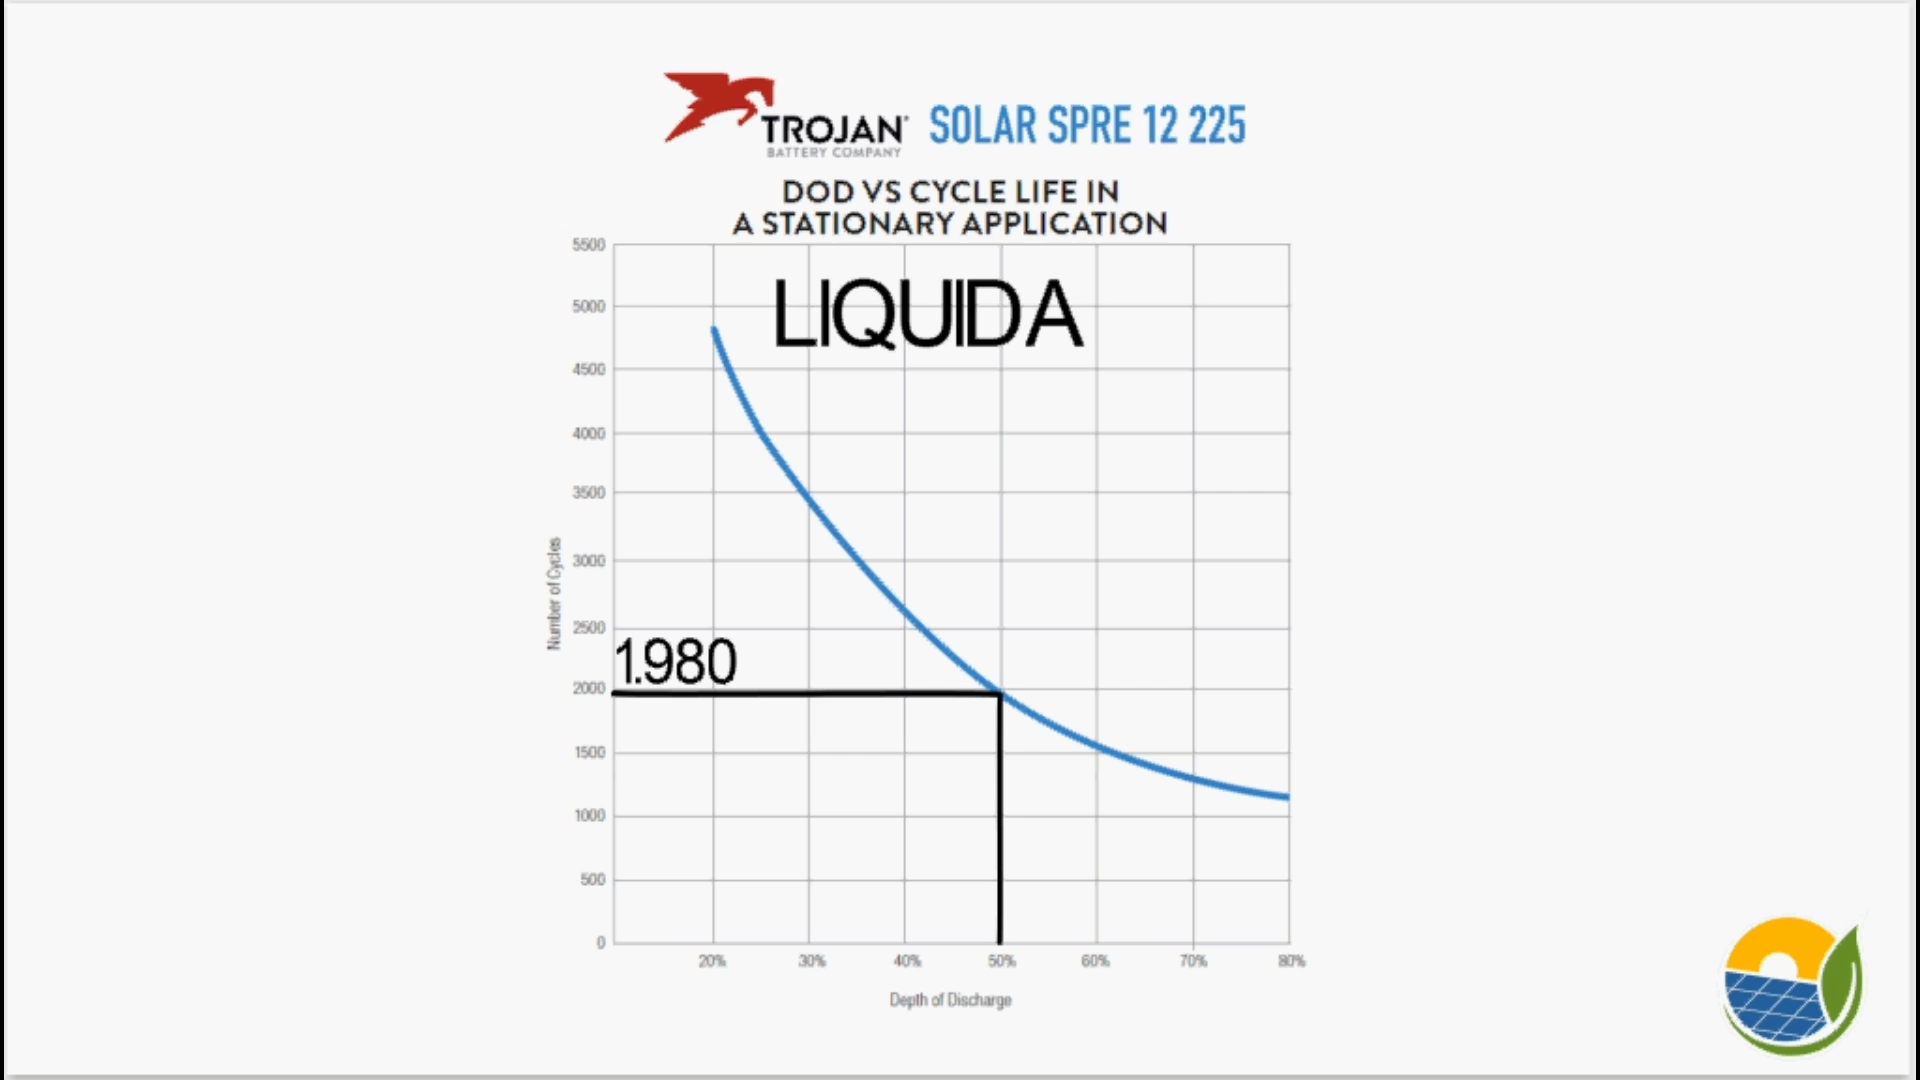 TROJAN
BATTERY COMPANY
SOLAR SPRE 12 225
DOD VS CYCLE LIFE IN
A STATIONARY APPLICATION
LIQUIDA
5500
5000
4500
4000
3500
3000
2500
1.980
2000
1500
1000
500
0
Number of Cycles
20% 30% 40% 50% 60% 70% 80%
Depth of Discharge